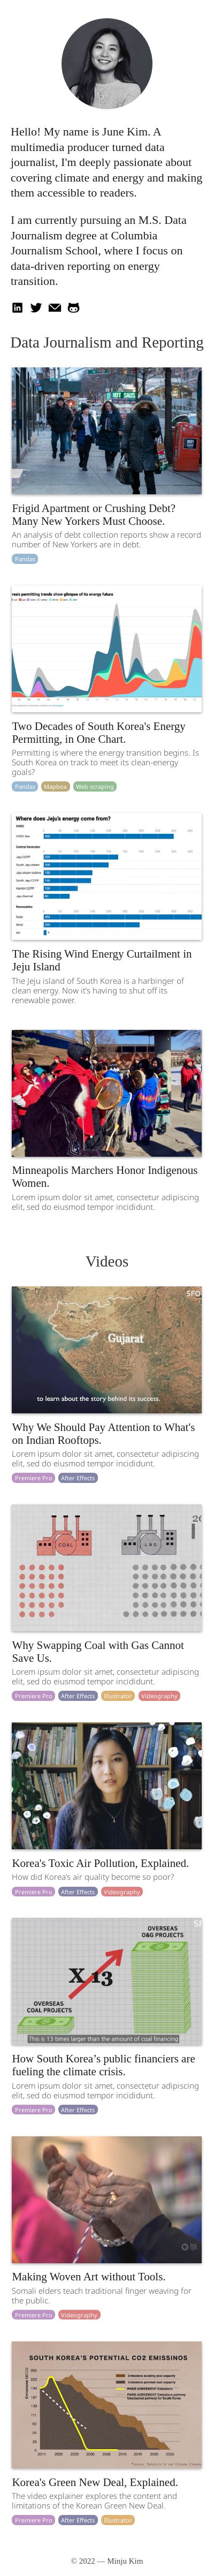 Hello! My name is June Kim. A
multimedia producer turned data
journalist, I'm deeply passionate about
covering climate and energy and making
them accessible to readers.
I am currently pursuing an M.S. Data
Journalism degree at Columbia
Journalism School, where I focus on
data-driven reporting on energy
transition.
Data Journalism and Reporting
HOT SADS
Frigid Apartment or Crushing Debt?
Many New Yorkers Must Choose.
An analysis of debt collection reports show a record
number of New Yorkers are in debt.
Pandas
rea's permitting trends show glimpse of its energy future
Two Decades of South Korea's Energy
Permitting, in One Chart.
Permitting is where the energy transition begins. Is
South Korea on track to meet its clean-energy
goals?
Pandas Mapbox Web scraping
Where does Jeju's energy come from?
The Rising Wind Energy Curtailment in
Jeju Island
The Jeju island of South Korea is a harbinger of
clean energy. Now it's having to shut off its
renewable power.
Minneapolis Marchers Honor Indigenous
Women.
Lorem ipsum dolor sit amet, consectetur adipiscing
elit, sed do eiusmod tempor incididunt.
Videos
SFO
Gujarat
to learn about the story behind its success.
Why We Should Pay Attention to What's
on Indian Rooftops.
Lorem ipsum dolor sit amet, consectetur adipiscing
elit, sed do eiusmod tempor incididunt.
Premiere Pro After Effects
COAL LNG
Why Swapping Coal with Gas Cannot
Save Us.
Lorem ipsum dolor sit amet, consectetur adipiscing
elit, sed do eiusmod tempor incididunt.
Premiere Pro After Effects Illustrator Videography
Korea's Toxic Air Pollution, Explained.
How did Korea's air quality become so poor?
Premiere Pro After Effects Videography
OVERSEAS
O&G PROJECTS
X 13
OVERSEAS
COAL PROJECTS
This is 13 times larger than the amount of coal financing
How South Korea’s public financiers are
fueling the climate crisis.
Lorem ipsum dolor sit amet, consectetur adipiscing
elit, sed do eiusmod tempor incididunt.
Premiere Pro After Effects
Making Woven Art without Tools.
Somali elders teach traditional finger weaving for
the public.
Premiere Pro Videography
SOUTH KOREA'S POTENTIAL CO2 EMISSINOS
Korea's Green New Deal, Explained.
The video explainer explores the content and
limitations of the Korean Green New Deal.
Premiere Pro After Effects Illustrator
© 2022 — Minju Kim